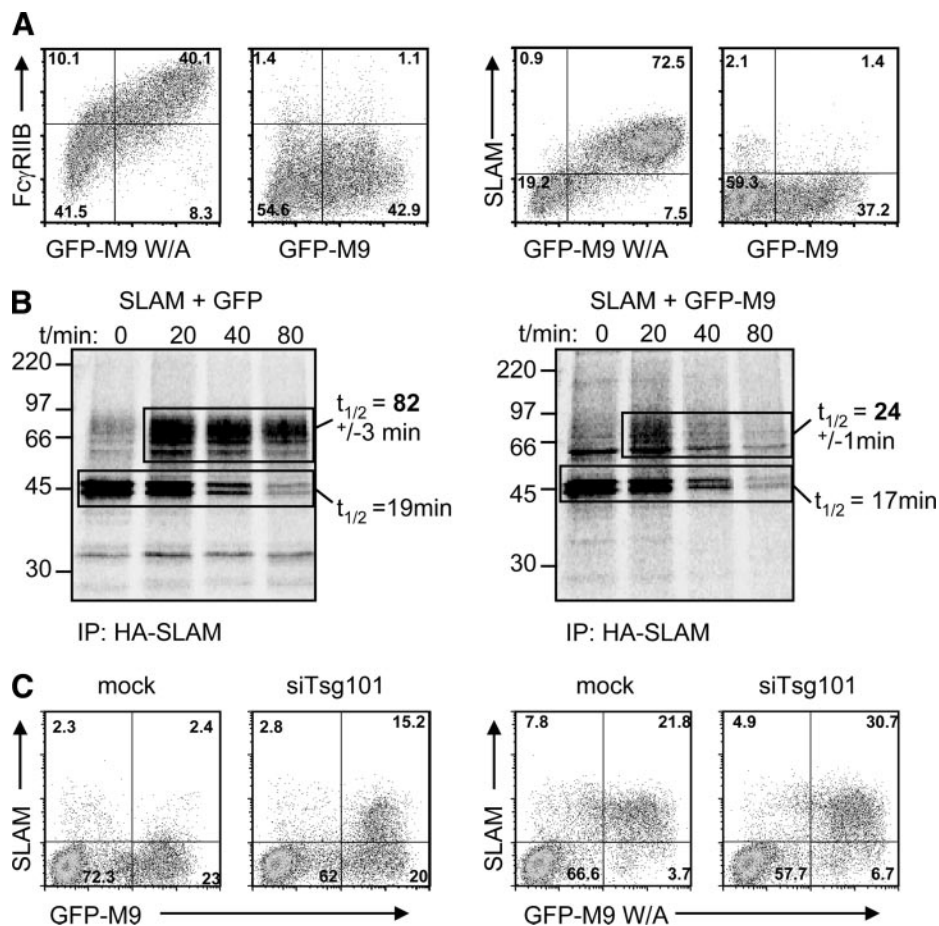 A
10.1 40.1 1.4 1.1 0.9 72.5 2.1 1.4
FcγRIIB SLAM
41.5 8.3 54.6 42.9 19.2 7.5 59.3 37.2
GFP-M9 W/A GFP-M9 GFP-M9 W/A GFP-M9
B
SLAM + GFP SLAM + GFP-M9
t/min: 0 20 40 80 t/min: 0 20 40 80
220 220
97 97
t1/2 = 82 t1/2 = 24
+/-3 min +/-1min
66 66
45 45
t1/2 =19min t1/2 = 17min
30 30
IP: HA-SLAM IP: HA-SLAM
C
mock siTsg101 mock siTsg101
2.3 2.4 2.8 15.2 7.8 21.8 4.9 30.7
SLAM SLAM
72.3 23 62 20 66.6 3.7 57.7 6.7
GFP-M9 GFP-M9 W/A